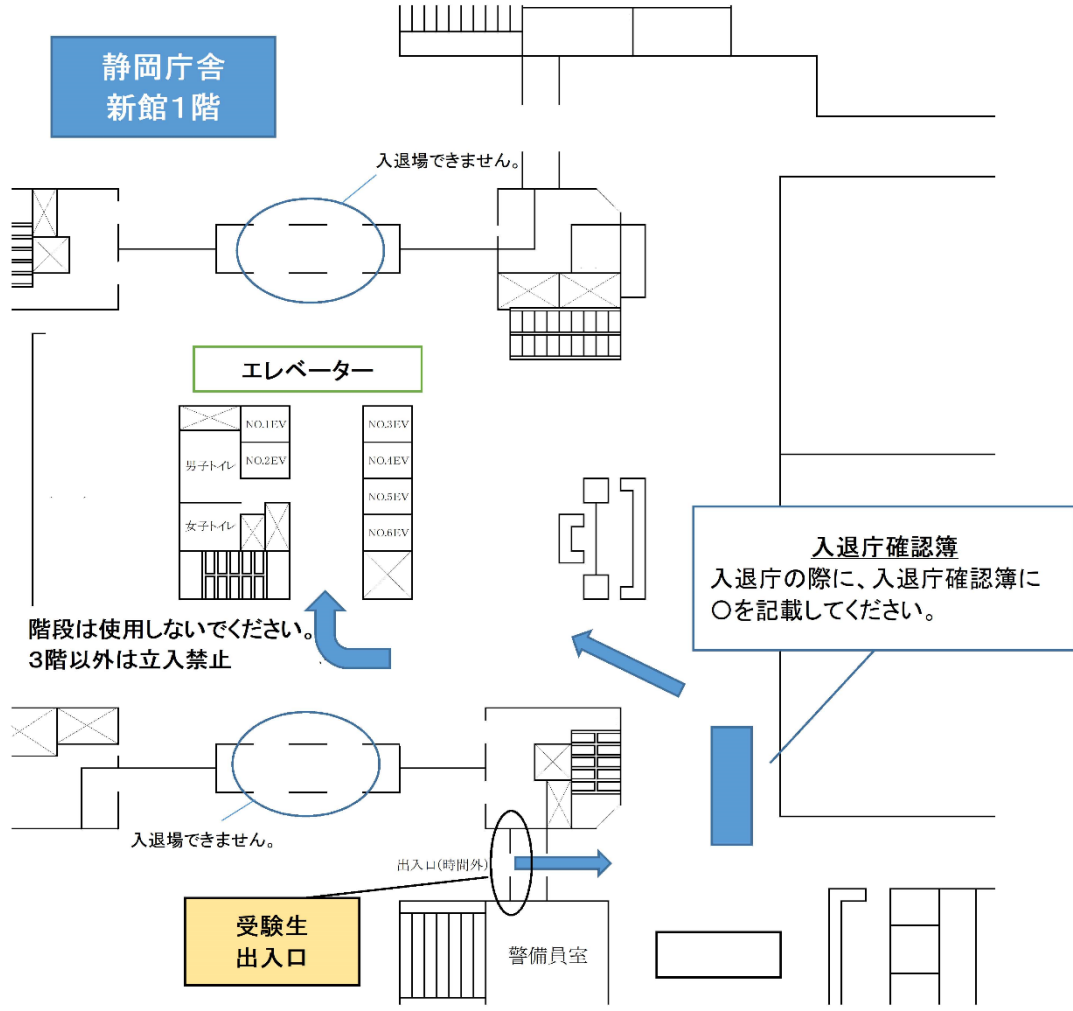 静岡庁舎
新館1階
入退場できません。
エレベーター
NO.1EV
NO.3EV
男子トイレ
NO.2EV
NO.4EV
NO.5EV
女子トイレ
NO.6EV
入退庁確認簿
入退庁の際に、入退庁確認簿に
○を記載してください。
階段は使用しないでください。
3階以外は立入禁止
入退場できません。
出入口(時間外)
受験生
出入口
警備員室